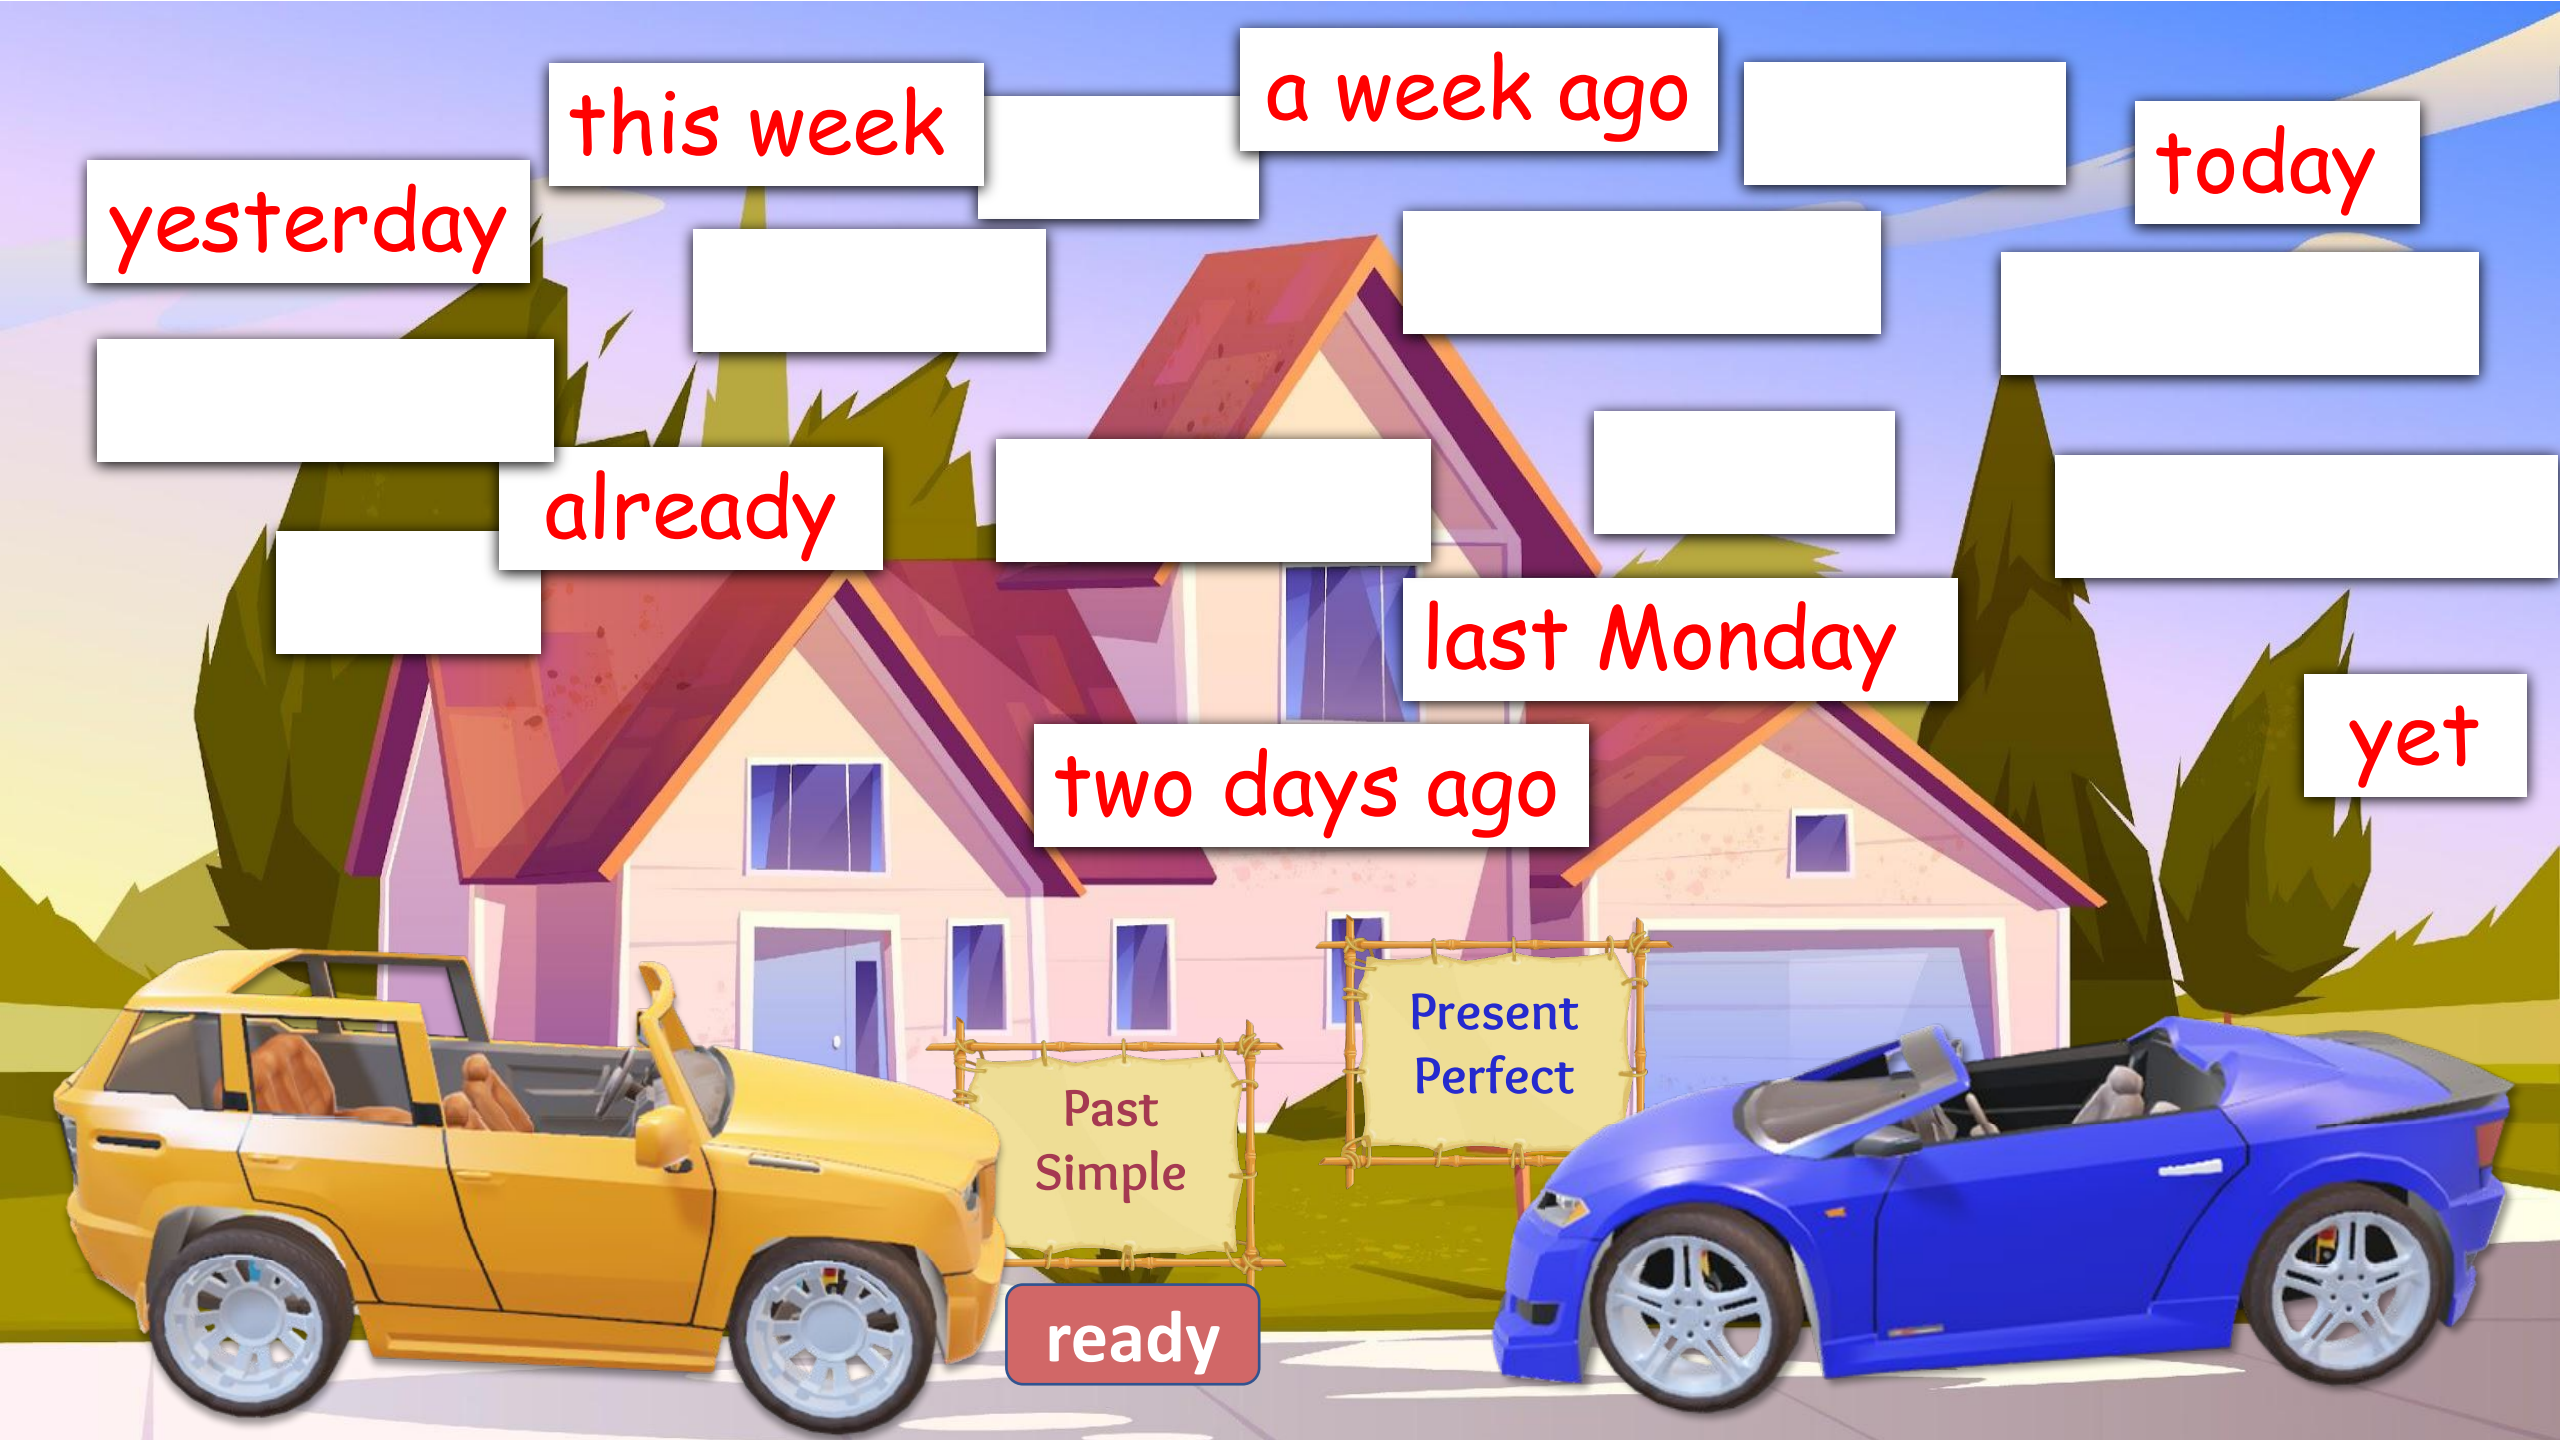 this week
a week ago
today
yesterday
already
last Monday
yet
two days ago
Present
Perfect
Past
Simple
ready